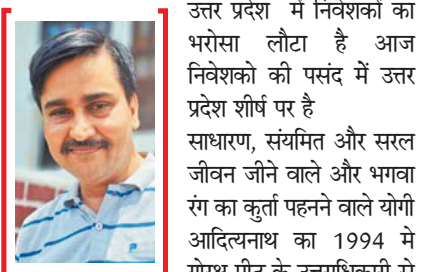 उत्तर प्रदेश में निवेशकों का
भरोसा लौटा है आज
निवेशको की पसंद में उत्तर
प्रदेश शीर्ष पर है
साधारण, संयमित और सरल
जीवन जीने वाले और भगवा
रंग का कुर्ता पहनने वाले योगी
आदित्यनाथ का 1994 मे